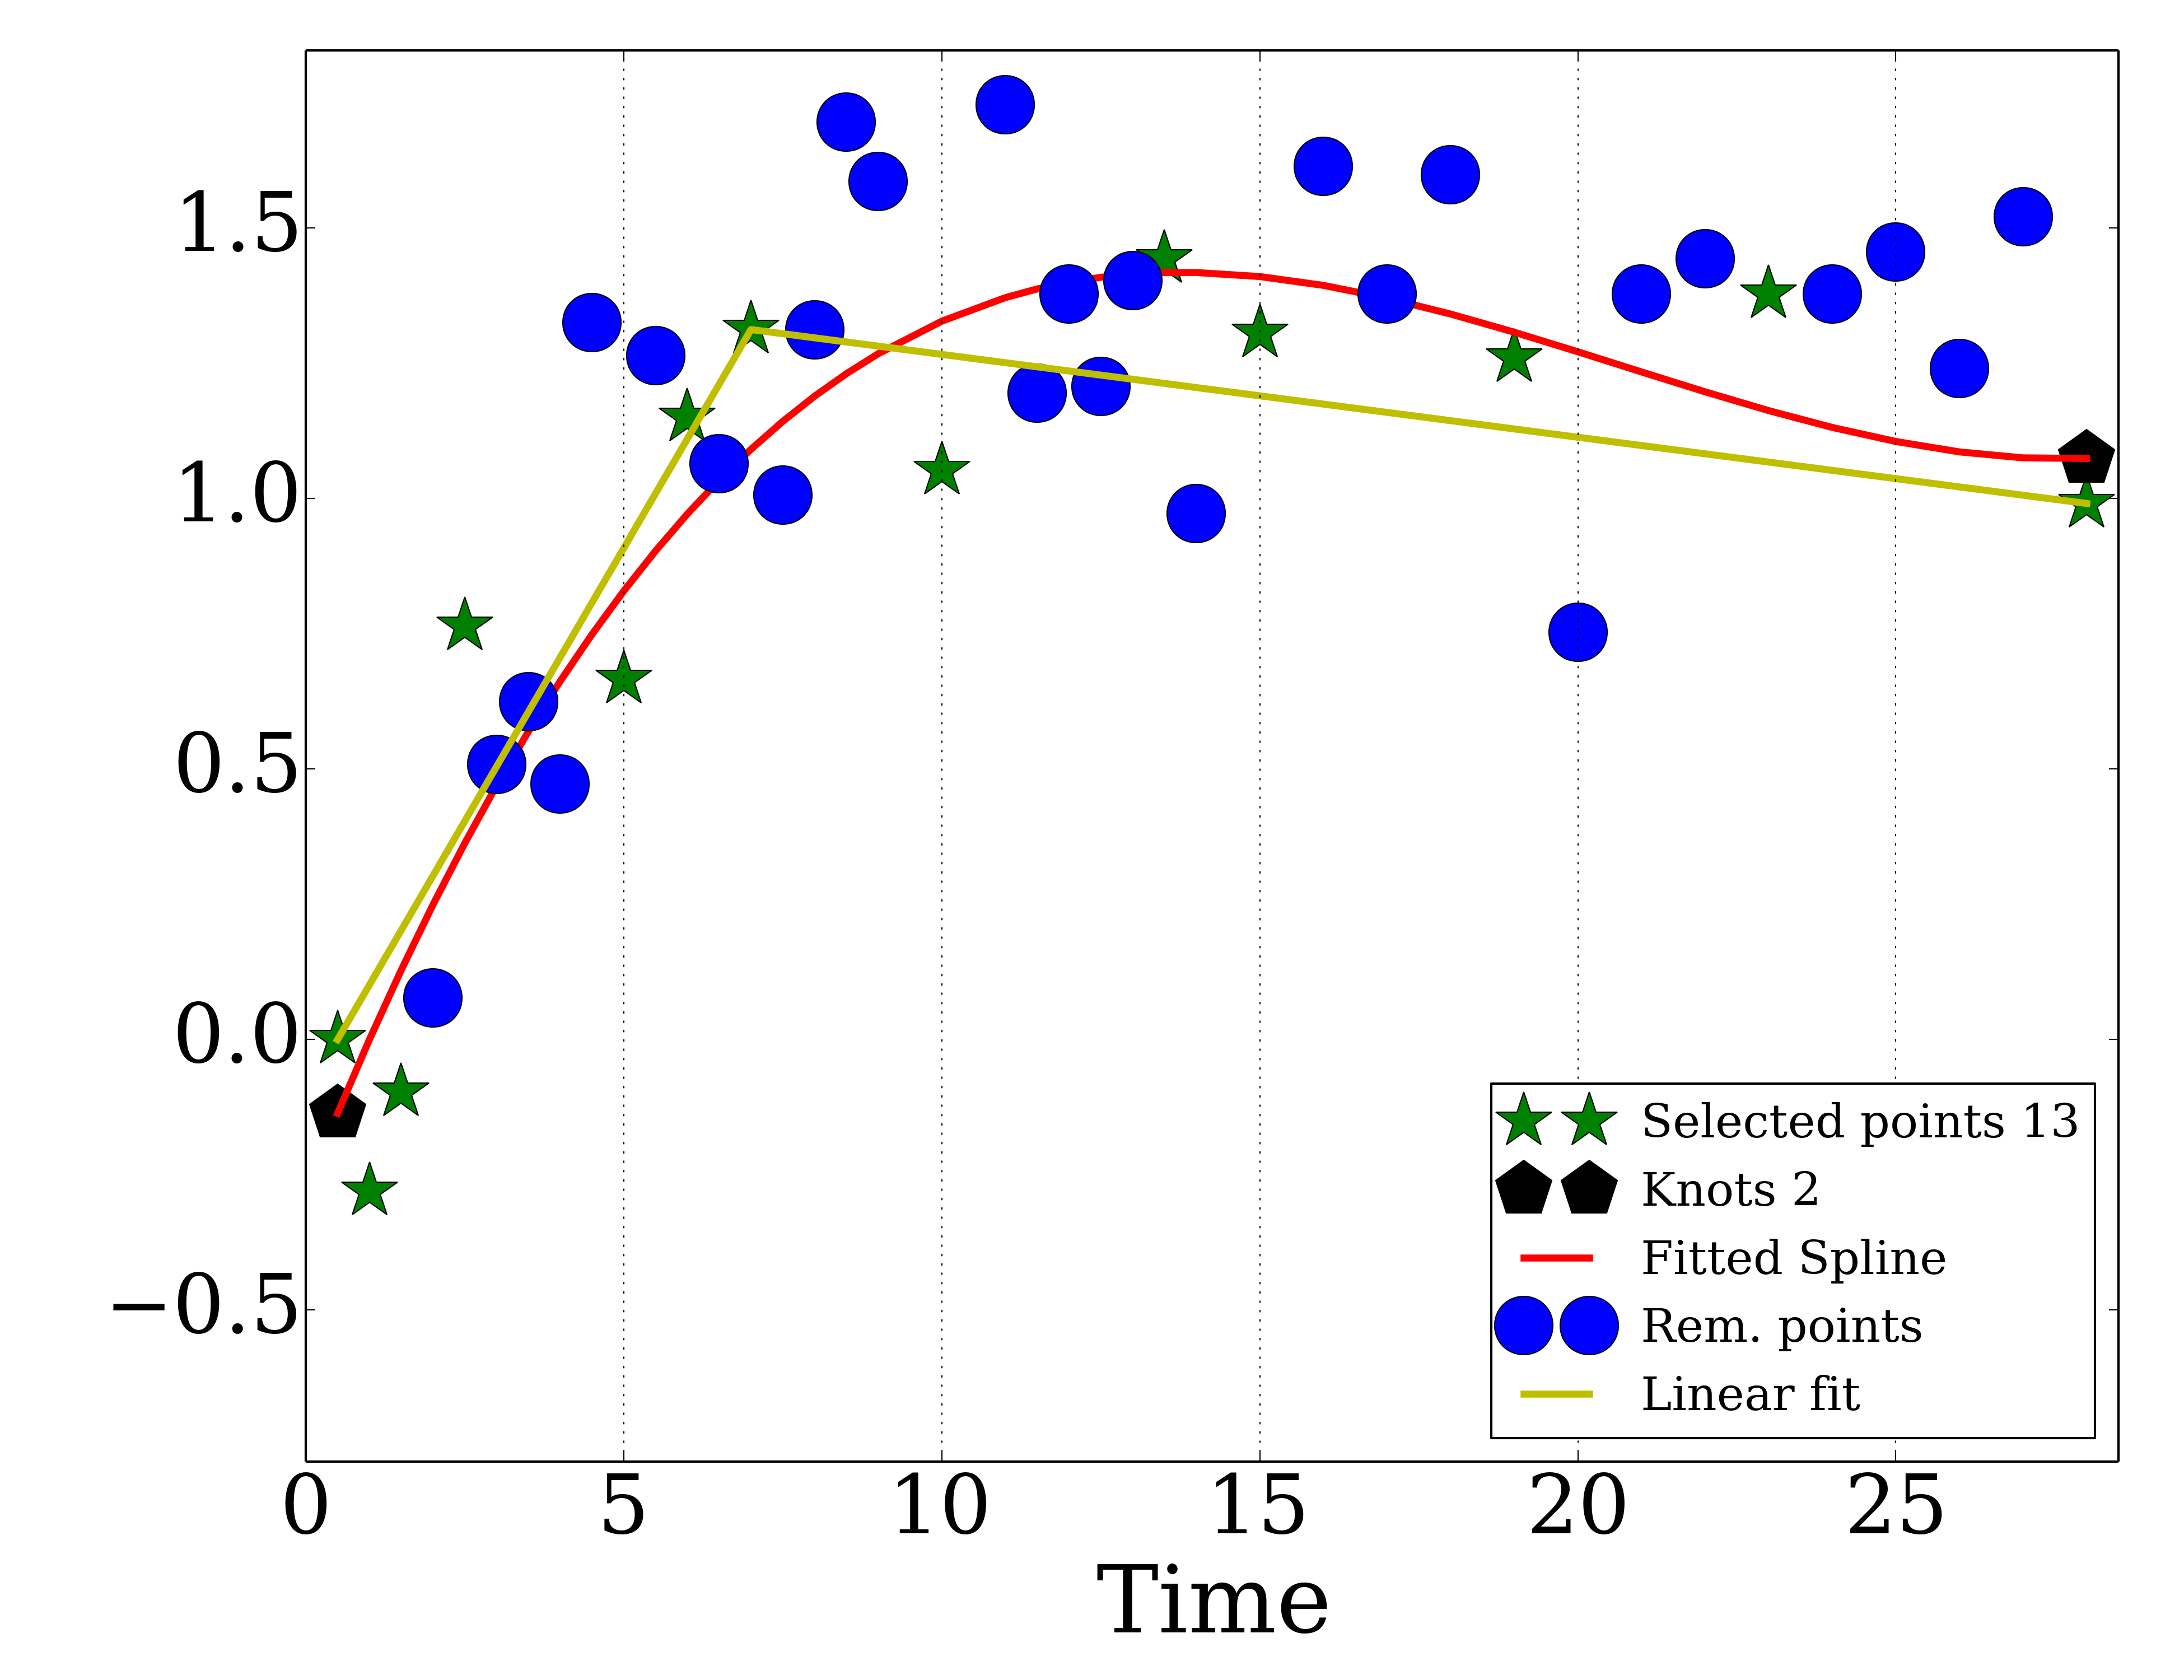 1.5
1.0
0.5
0.0
−0.5
0 5 10 15 20 25
Time
Selected points 13
Knots 2
Fitted Spline
Rem. points
Linear fit